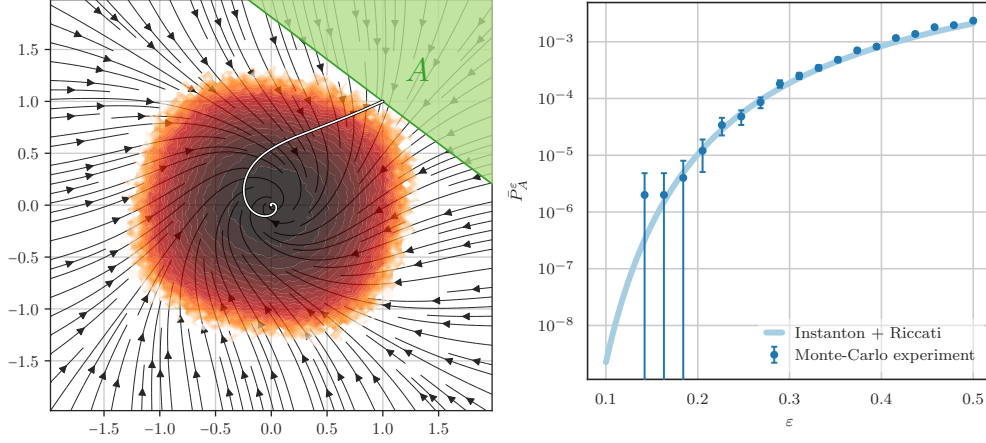 A
1.5
1.0
0.5
0.0
−0.5
−1.0
−1.5
−1.5 −1.0 −0.5 0.0 0.5 1.0 1.5
P̄ᴬᵋ
10⁻³
10⁻⁴
10⁻⁵
10⁻⁶
10⁻⁷
10⁻⁸
Instanton + Riccati
Monte-Carlo experiment
0.1 0.2 0.3 0.4 0.5
ε